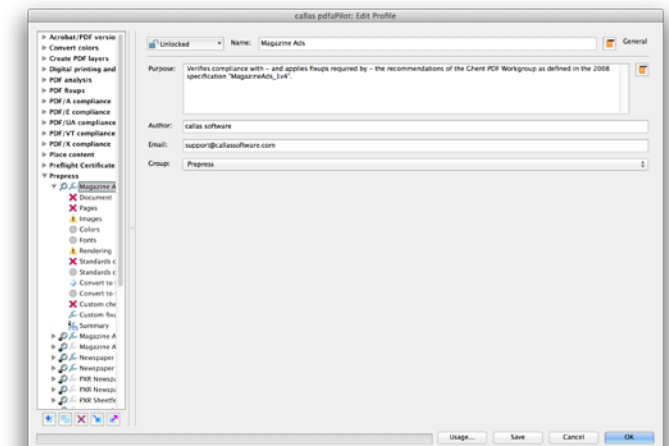 callas pdfaPilot: Edit Profile
Acrobat/PDF versio
Convert colors
Create PDF layers
Digital printing and
PDF analysis
PDF fixups
PDF/A compliance
PDF/E compliance
PDF/UA compliance
PDF/VT compliance
PDF/X compliance
Place content
Preflight Certificate
Prepress
Magazine A
Document
Pages
Images
Colors
Fonts
Rendering
Standards c
Standards c
Convert to
Convert to
Custom che
Custom fixu
Summary
Magazine A
Magazine A
Newspaper
Newspaper
PXR Newspa
PXR Newspa
PXR Sheetfe
Unlocked Name: Magazine Ads General
Purpose: Verifies compliance with - and applies fixups required by - the recommendations of the Ghent PDF Workgroup as defined in the 2008
specification "MagazineAds_1v4".
Author: callas software
Email: support@callassoftware.com
Group: Prepress
Usage... Save Cancel OK